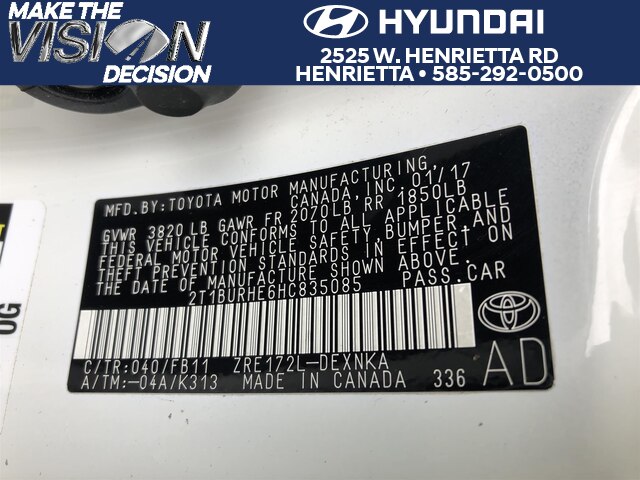 MAKE THE
VISION
DECISION
HYUNDAI
2525 W. HENRIETTA RD
HENRIETTA • 585-292-0500
MFD.BY:TOYOTA MOTOR MANUFACTURING,
CANADA, INC. 01/17
GVWR 3820 LB GAWR FR 2070LB, RR 1850LB
THIS VEHICLE CONFORMS TO ALL APPLICABLE
FEDERAL MOTOR VEHICLE SAFETY, BUMPER AND
THEFT PREVENTION STANDARDS IN EFFECT ON
THE DATE OF MANUFACTURE SHOWN ABOVE.
2T1BURHE6HC835085 PASS.CAR
C/TR:040/FB11 ZRE172L-DEXNKA
A/TM:-04A/K313 MADE IN CANADA 336 AD
OG